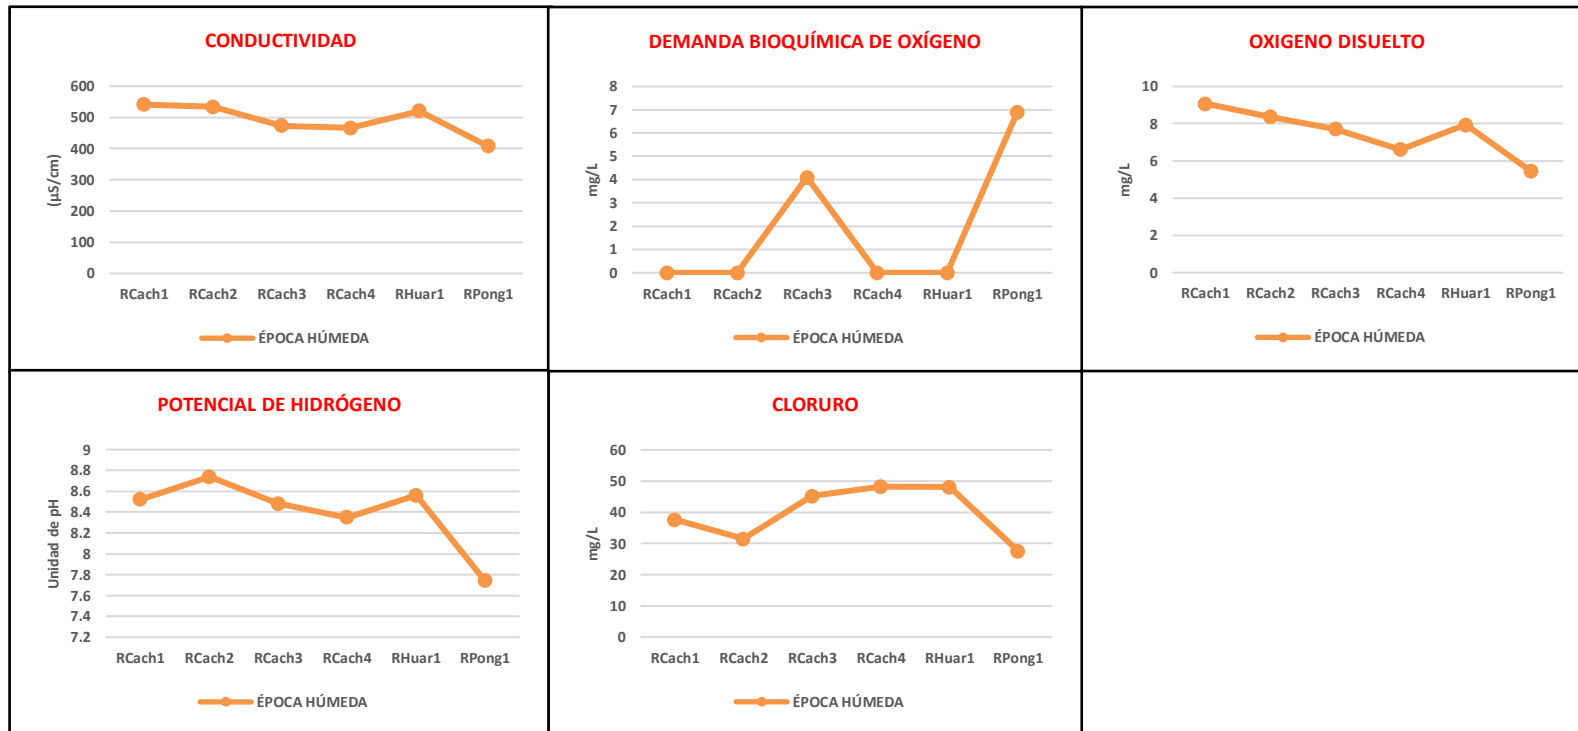 CONDUCTIVIDAD
600
500
400
300
200
100
0
(µS/cm)
RCach1 RCach2 RCach3 RCach4 RHuar1 RPong1
ÉPOCA HÚMEDA
DEMANDA BIOQUÍMICA DE OXÍGENO
8
7
6
5
4
3
2
1
0
mg/L
RCach1 RCach2 RCach3 RCach4 RHuar1 RPong1
ÉPOCA HÚMEDA
OXIGENO DISUELTO
10
8
6
4
2
0
mg/L
RCach1 RCach2 RCach3 RCach4 RHuar1 RPong1
ÉPOCA HÚMEDA
POTENCIAL DE HIDRÓGENO
9
8.8
8.6
8.4
8.2
8
7.8
7.6
7.4
7.2
Unidad de pH
RCach1 RCach2 RCach3 RCach4 RHuar1 RPong1
ÉPOCA HÚMEDA
CLORURO
60
50
40
30
20
10
0
mg/L
RCach1 RCach2 RCach3 RCach4 RHuar1 RPong1
ÉPOCA HÚMEDA